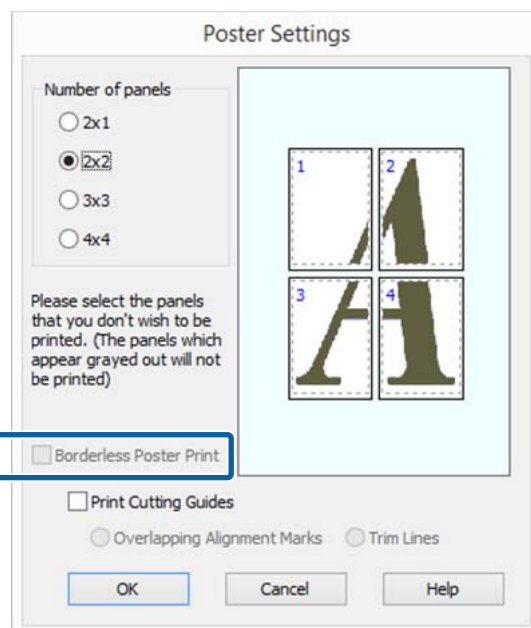 Poster Settings
Number of panels
2x1
2x2
3x3
4x4
Please select the panels
that you don't wish to be
printed. (The panels which
appear grayed out will not
be printed)
1 2
3 4
A
Borderless Poster Print
Print Cutting Guides
Overlapping Alignment Marks Trim Lines
OK Cancel Help